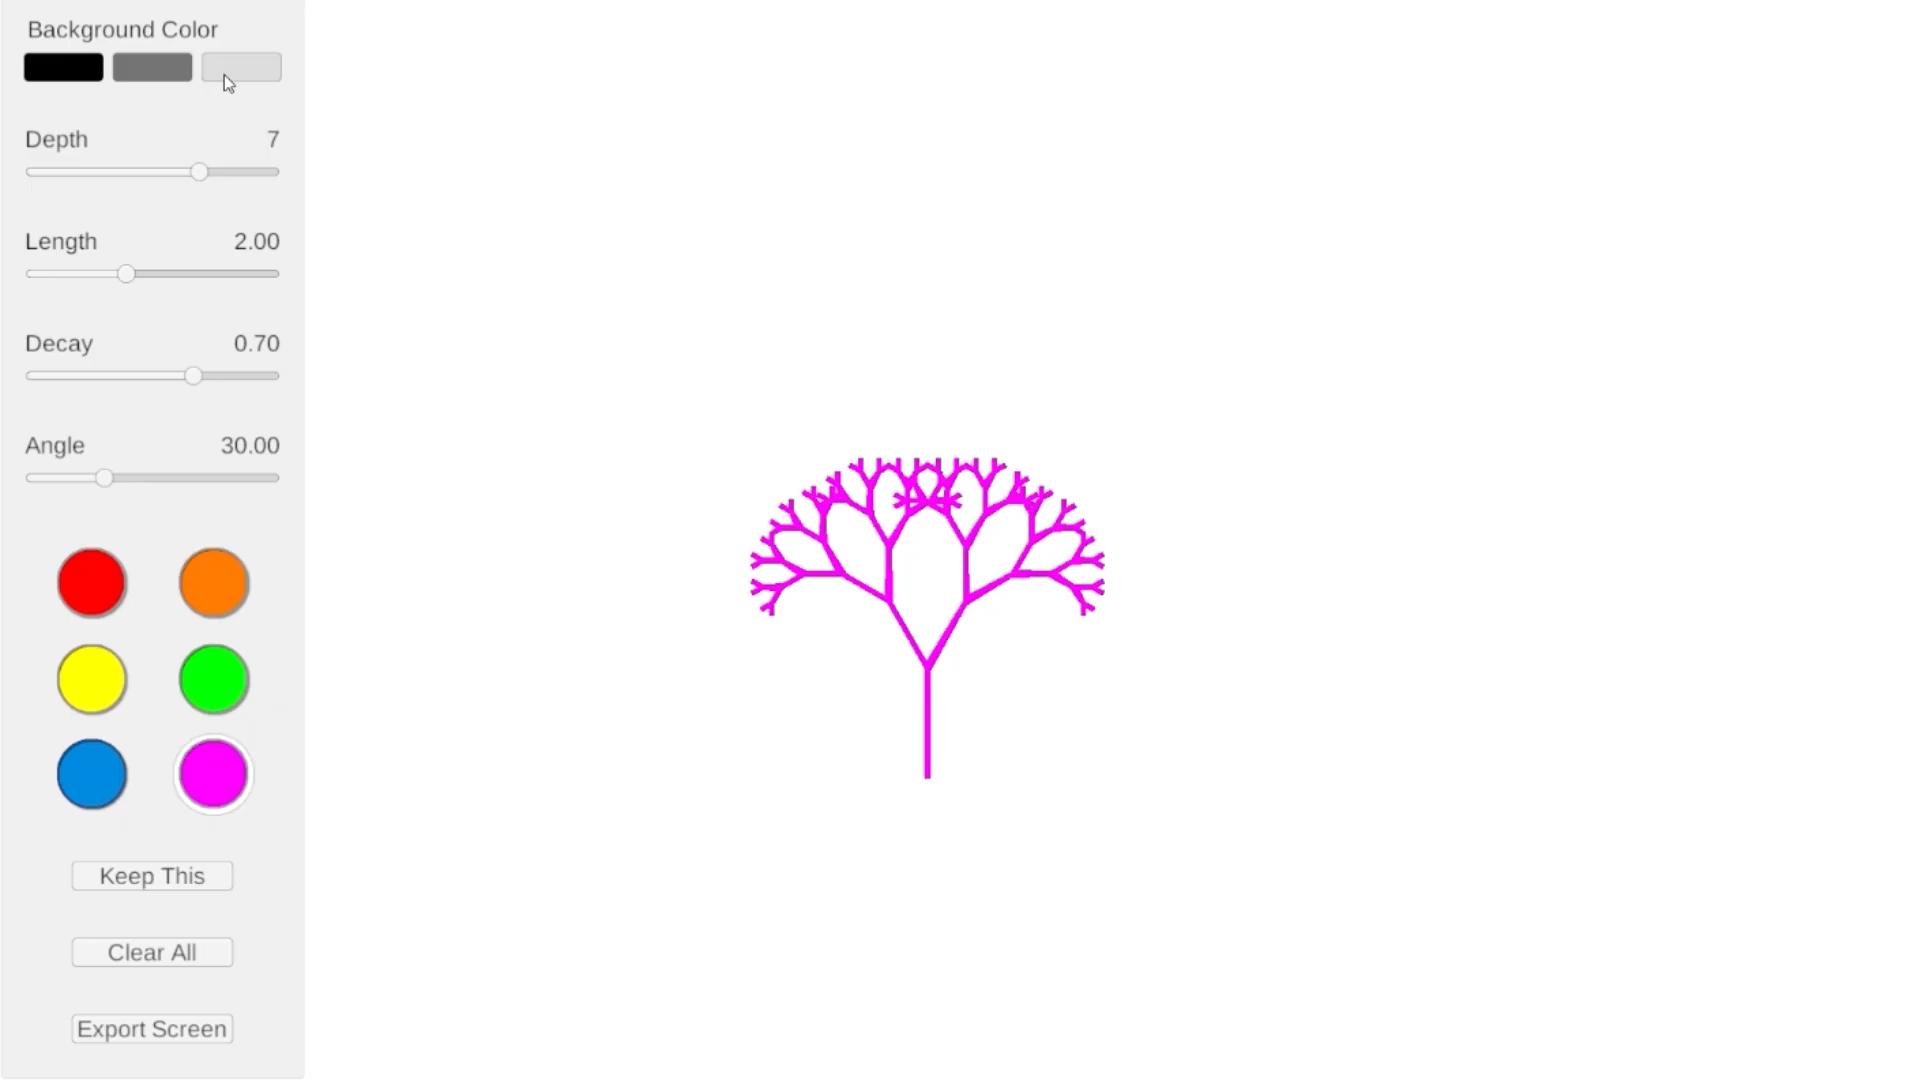 Background Color
Depth 7
Length 2.00
Decay 0.70
Angle 30.00
Keep This
Clear All
Export Screen